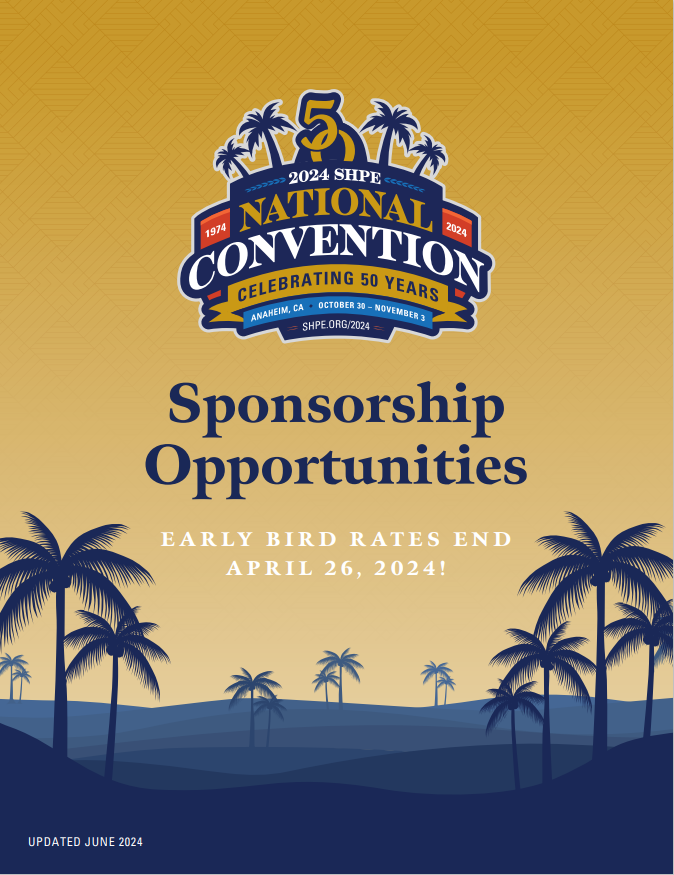 50
2024 SHPE
NATIONAL
1974
2024
CONVENTION
CELEBRATING 50 YEARS
ANAHEIM, CA • OCTOBER 30 – NOVEMBER 3
SHPE.ORG/2024
Sponsorship
Opportunities
EARLY BIRD RATES END
APRIL 26, 2024!
UPDATED JUNE 2024